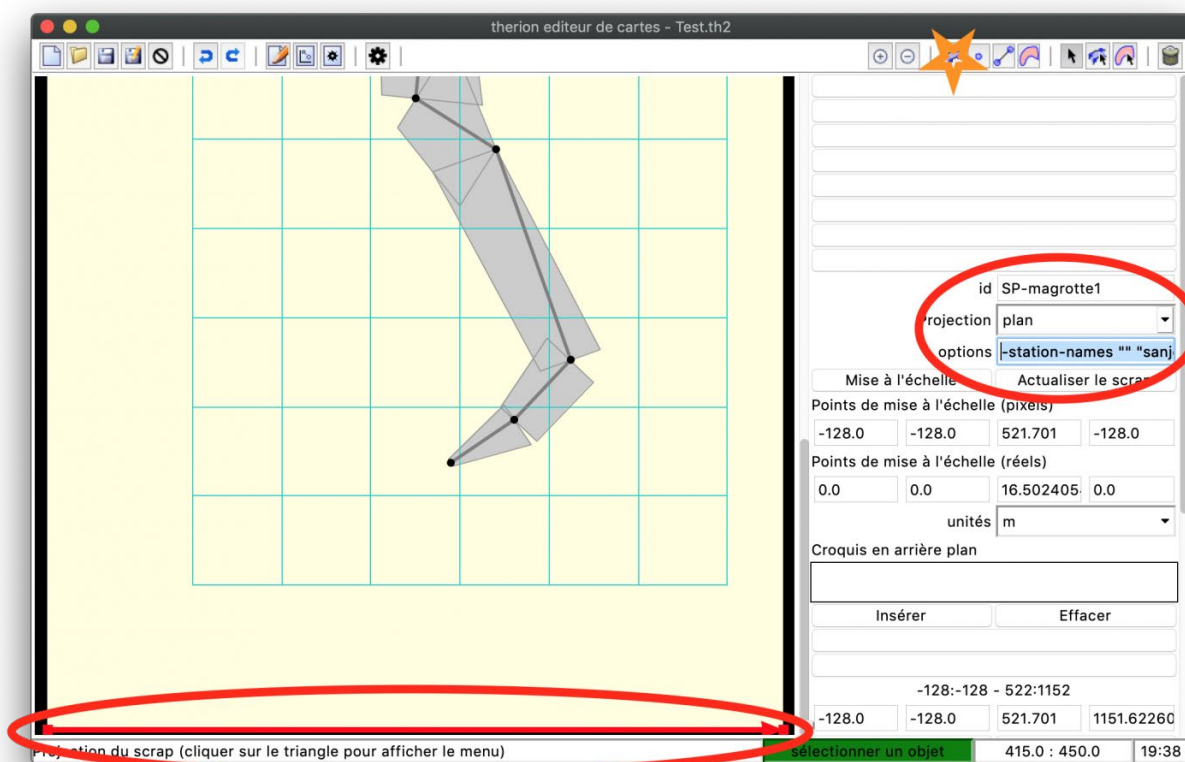 therion editeur de cartes - Test.th2
id SP-magrotte1
Projection plan
options -station-names "" "sanj
Mise à l'échelle Actualiser le scrap
Points de mise à l'échelle (pixels)
-128.0 -128.0 521.701 -128.0
Points de mise à l'échelle (réels)
0.0 0.0 16.502405 0.0
unités m
Croquis en arrière plan
Insérer Effacer
-128:-128 - 522:1152
-128.0 -128.0 521.701 1151.62260
Projection du scrap (cliquer sur le triangle pour afficher le menu) sélectionner un objet 415.0 : 450.0 19:38